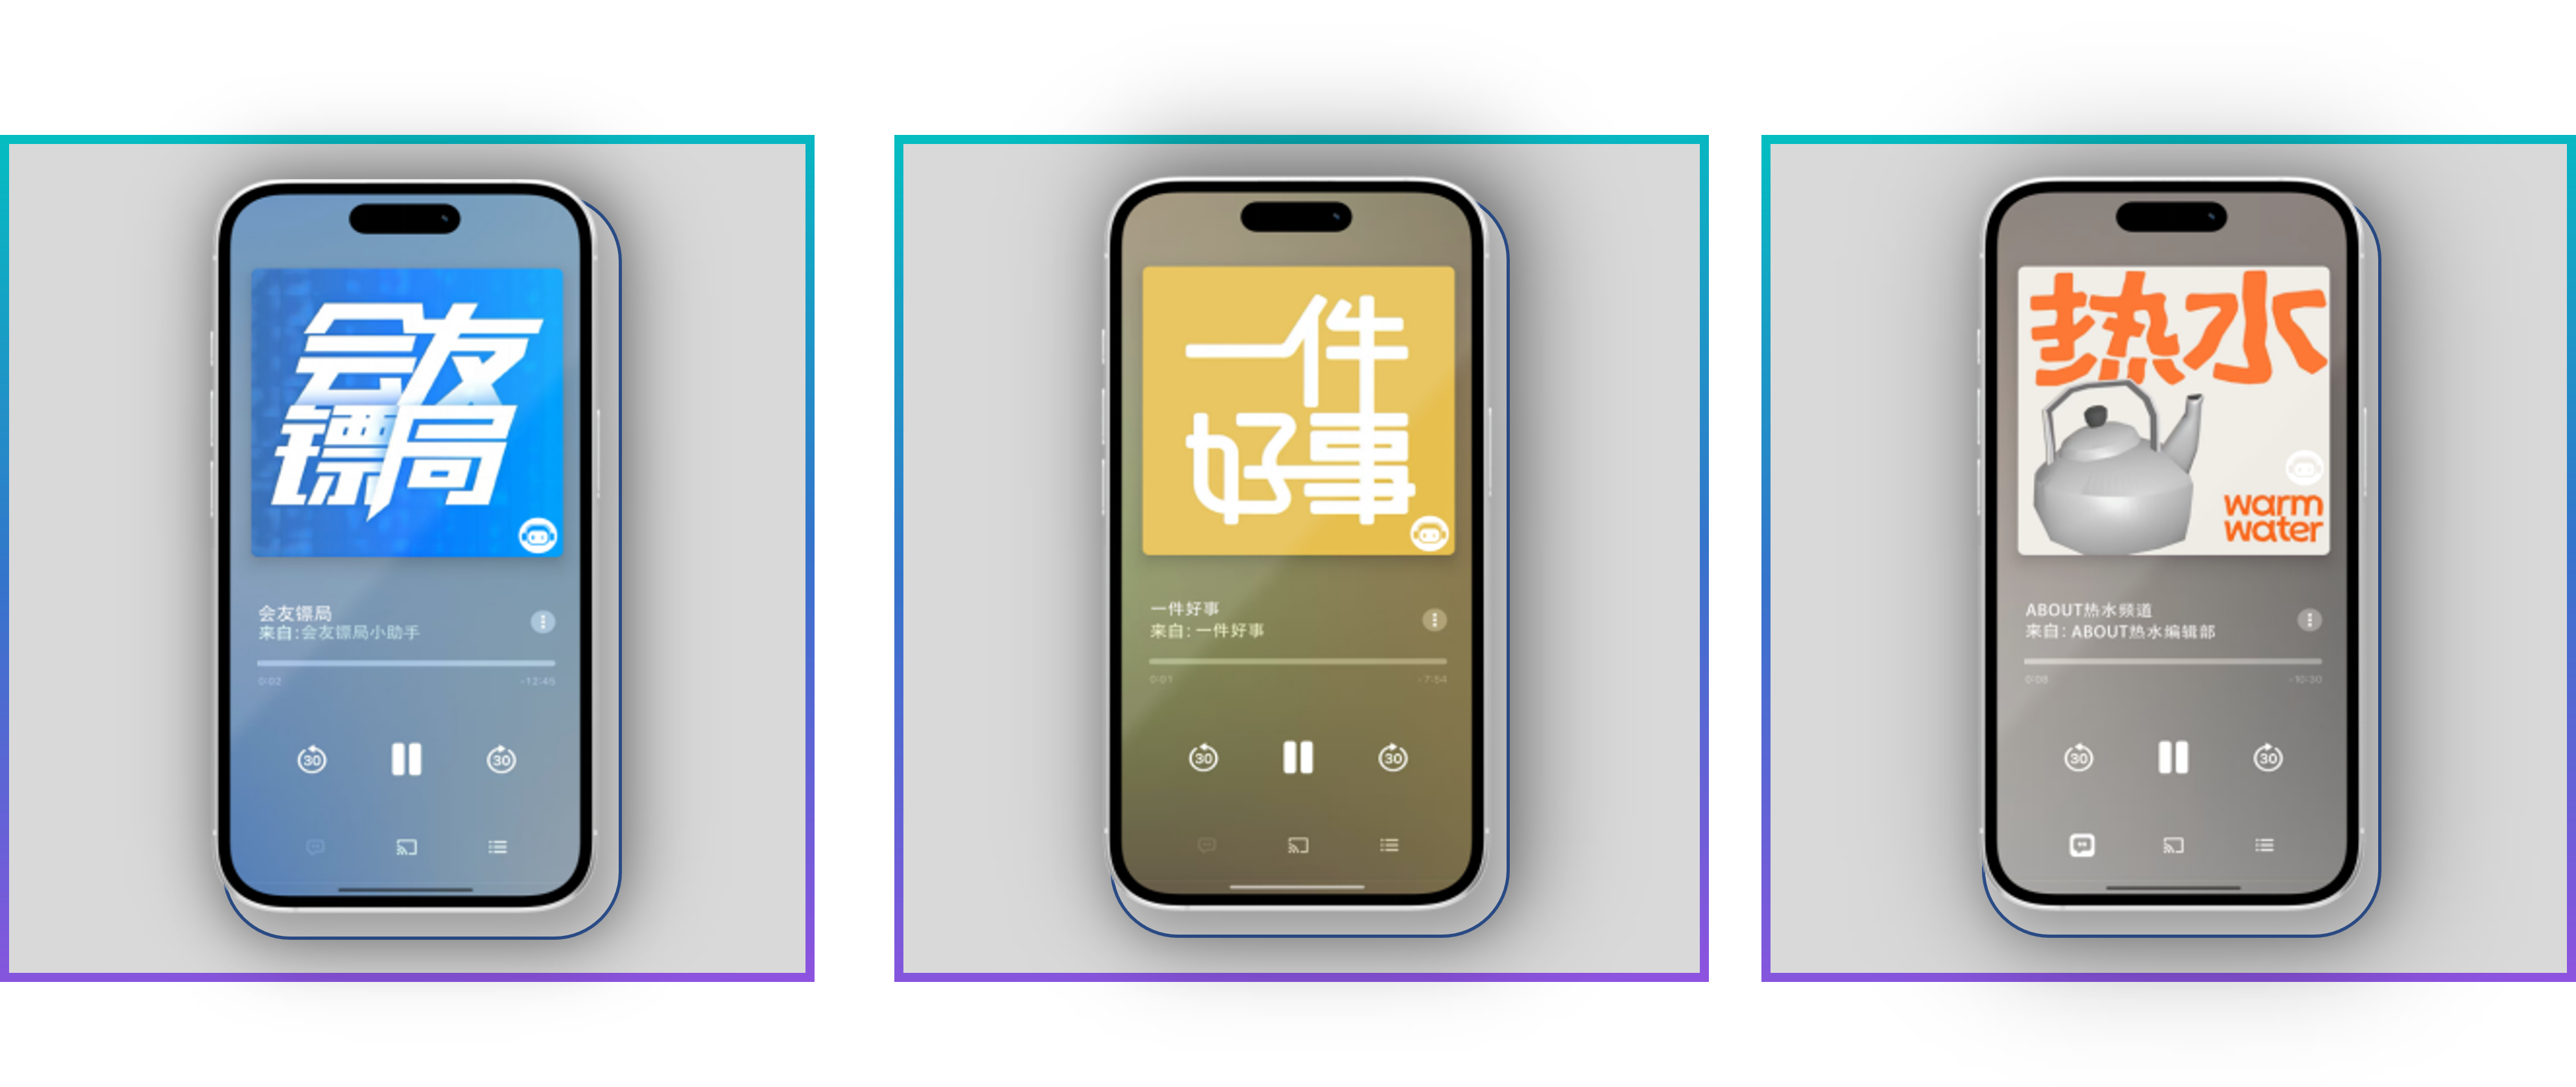 会友
镖局
会友镖局
来自:会友镖局小助手
0:02 -12:45
30 30
一件
好事
一件好事
来自: 一件好事
0:01 -7:54
30 30
热水
warm
water
ABOUT热水频道
来自: ABOUT热水编辑部
0:08 -10:30
30 30